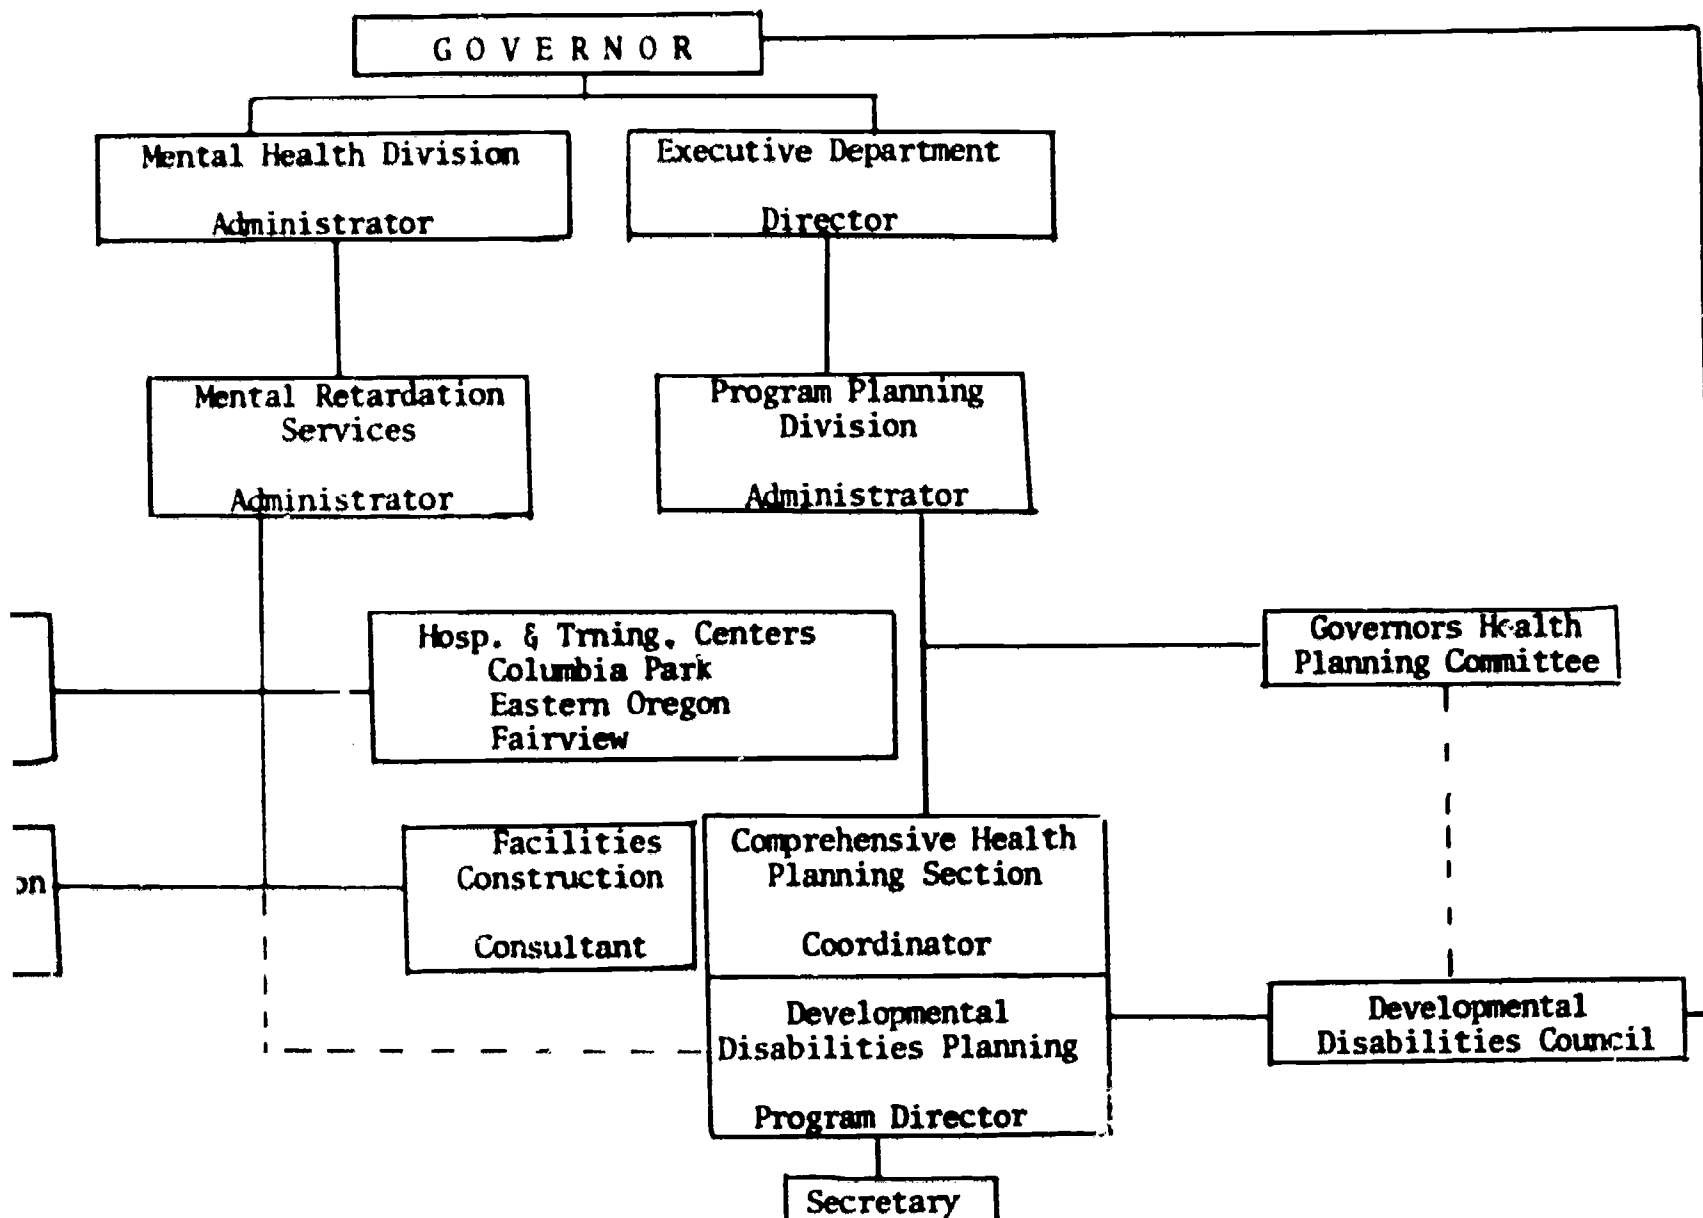 G O V E R N O R
Mental Health Division
Administrator
Executive Department
Director
Mental Retardation
Services
Administrator
Program Planning
Division
Administrator
Hosp. & Trning. Centers
Columbia Park
Eastern Oregon
Fairview
Governors Health
Planning Committee
on
Facilities
Construction
Consultant
Comprehensive Health
Planning Section
Coordinator
Developmental
Disabilities Planning
Program Director
Developmental
Disabilities Council
Secretary